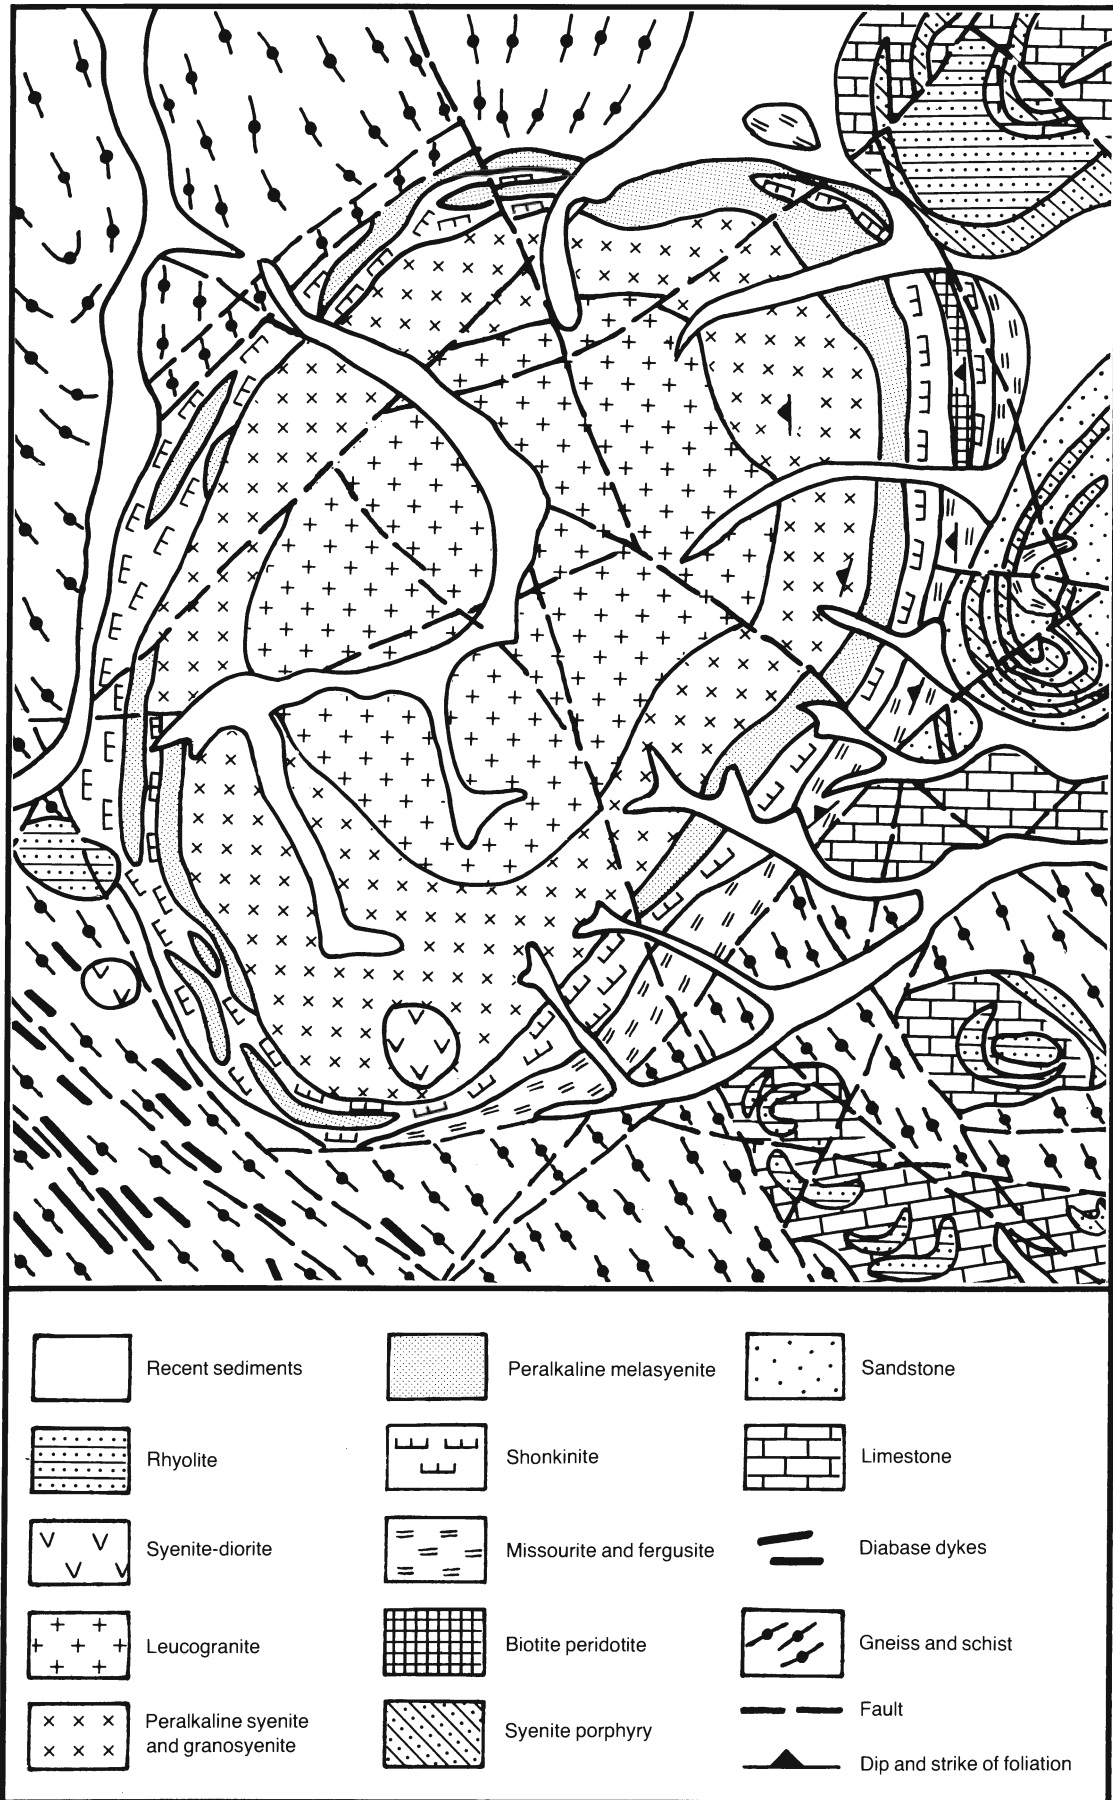 Recent sediments
Peralkaline melasyenite
Sandstone
Rhyolite
Shonkinite
Limestone
Syenite-diorite
Missourite and fergusite
Diabase dykes
Leucogranite
Biotite peridotite
Gneiss and schist
Peralkaline syenite
and granosyenite
Syenite porphyry
Fault
Dip and strike of foliation